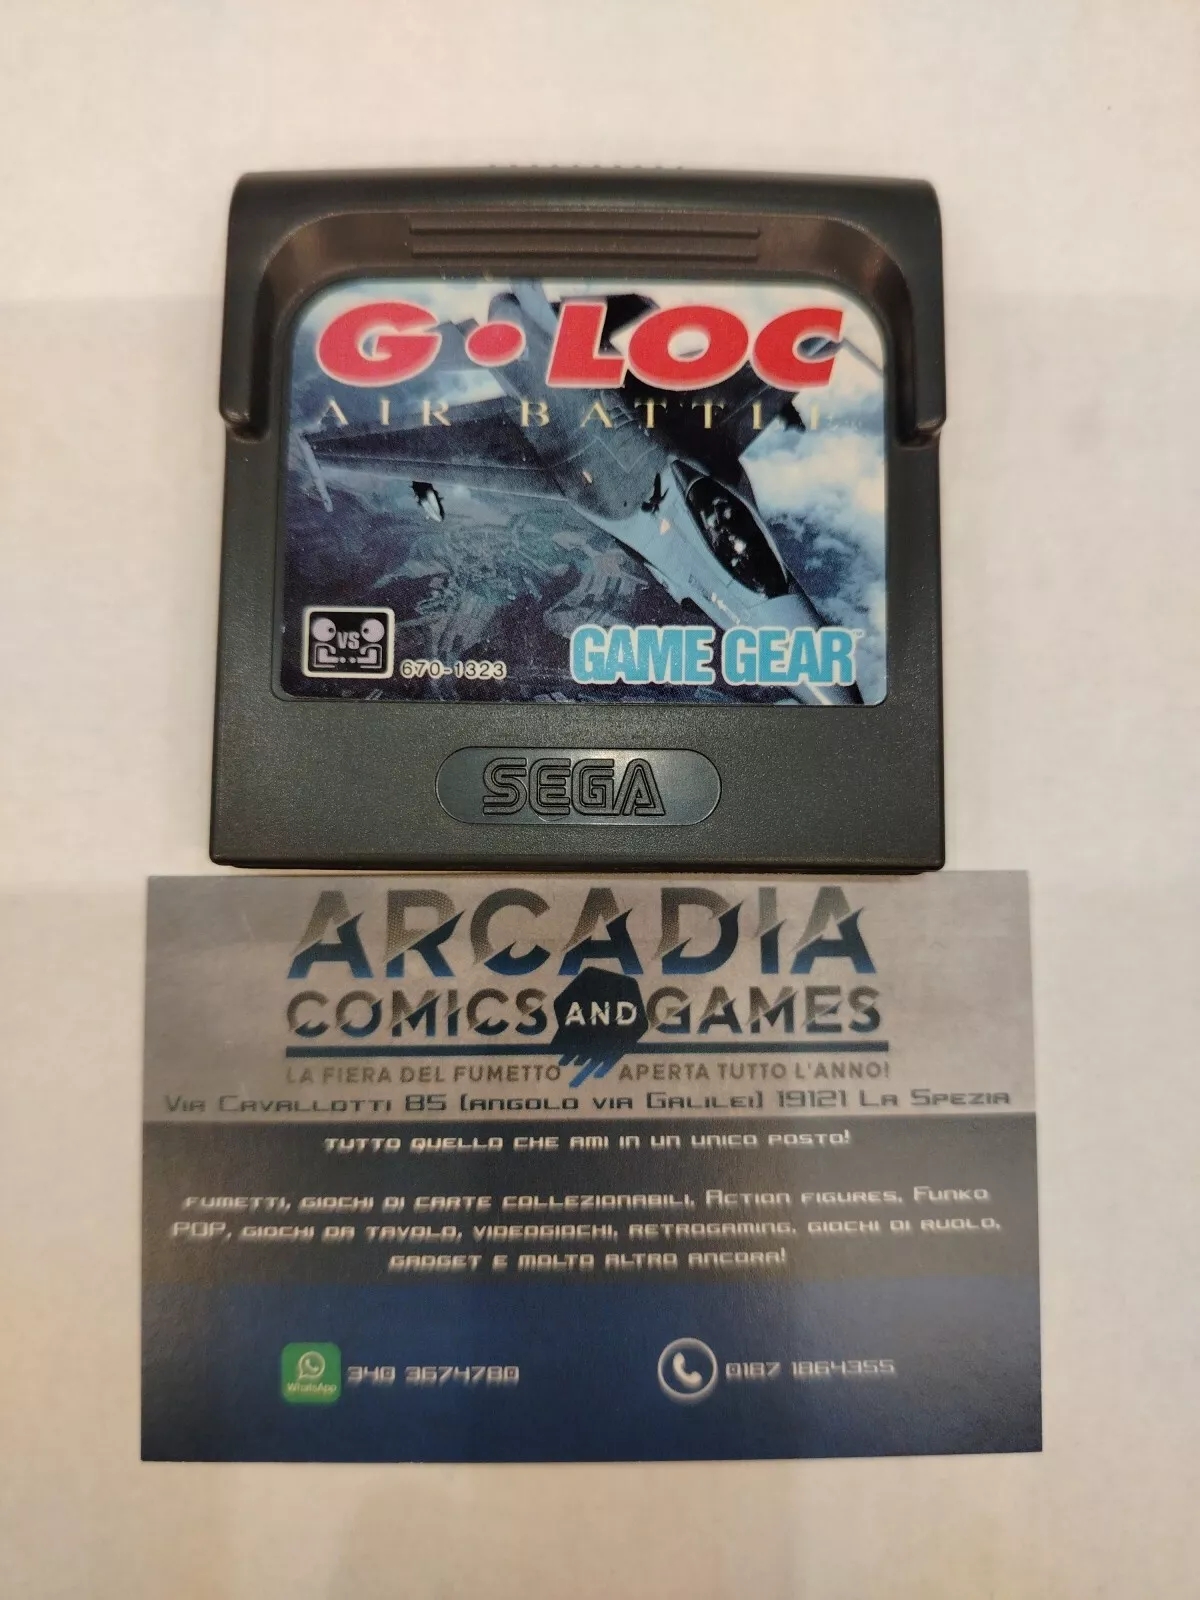 G·LOC
AIR BATTLE
VS
670-1323
GAME GEAR
SEGA
ARCADIA
COMICS AND GAMES
LA FIERA DEL FUMETTO APERTA TUTTO L'ANNO!
Via Cavallotti 85 (angolo via Galilei) 19121 La Spezia
tutto quello che ami in un unico posto!
fumetti, giochi di carte collezionabili, Action figures, Funko
POP, giochi da tavolo, videogiochi, retrogaming, giochi di ruolo,
gadget e molto altro ancora!
WhatsApp
340 3674780
0187 1864355